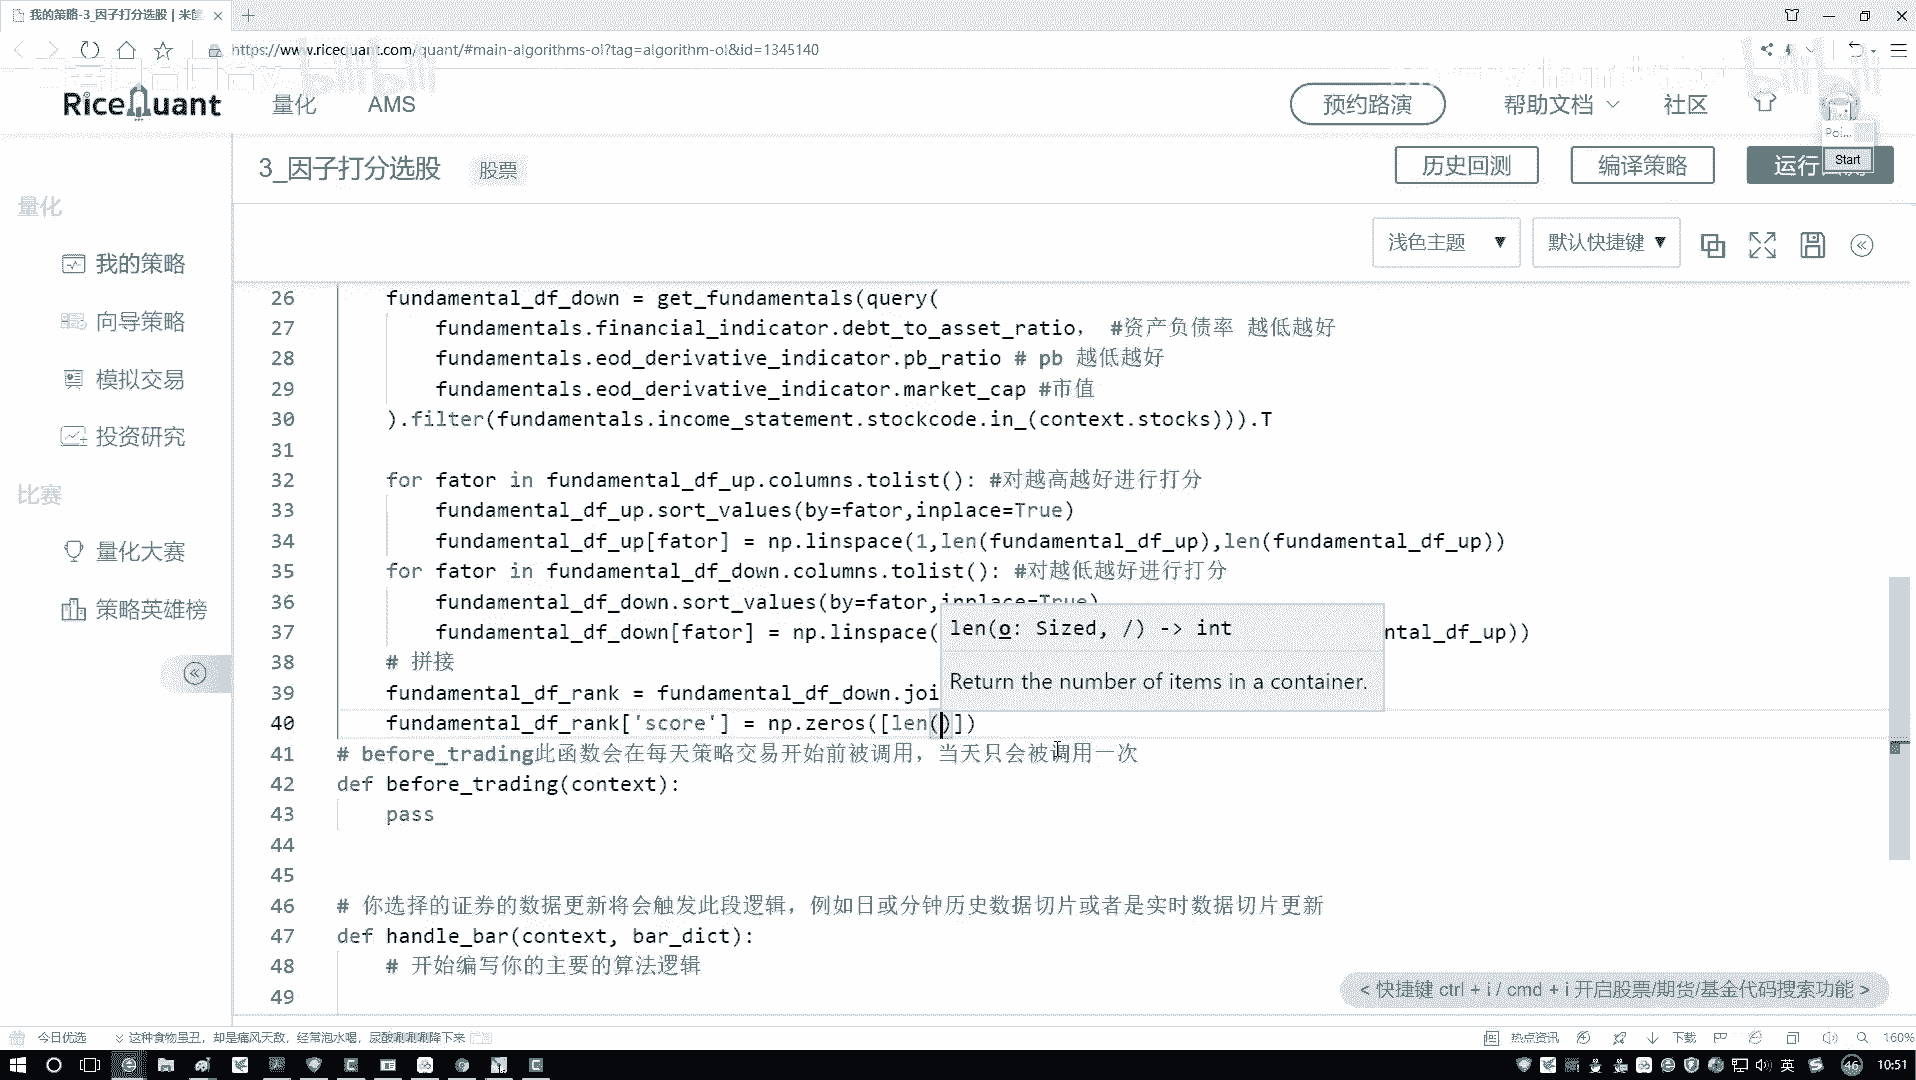 我的策略-3_因子打分选股 | 米筐
https://www.ricequant.com/quant/#main-algorithms-ol?tag=algorithm-ol&id=1345140
bilibili
RiceQuant 量化 AMS 预约路演 帮助文档 社区
Poi...
Start
3_因子打分选股 股票 历史回测 编译策略 运行
量化
我的策略
向导策略
模拟交易
投资研究
比赛
量化大赛
策略英雄榜
浅色主题 默认快捷键
26 fundamental_df_down = get_fundamentals(query(
27 fundamentals.financial_indicator.debt_to_asset_ratio, #资产负债率 越低越好
28 fundamentals.eod_derivative_indicator.pb_ratio # pb 越低越好
29 fundamentals.eod_derivative_indicator.market_cap #市值
30 ).filter(fundamentals.income_statement.stockcode.in_(context.stocks))).T
31
32 for fator in fundamental_df_up.columns.tolist(): #对越高越好进行打分
33 fundamental_df_up.sort_values(by=fator,inplace=True)
34 fundamental_df_up[fator] = np.linspace(1,len(fundamental_df_up),len(fundamental_df_up))
35 for fator in fundamental_df_down.columns.tolist(): #对越低越好进行打分
36 fundamental_df_down.sort_values(by=fator,inplace=True)
37 fundamental_df_down[fator] = np.linspace( ntal_df_up))
38 # 拼接
39 fundamental_df_rank = fundamental_df_down.joi
40 fundamental_df_rank['score'] = np.zeros([len()])
len(o: Sized, /) -> int
Return the number of items in a container.
41 # before_trading此函数会在每天策略交易开始前被调用，当天只会被调用一次
42 def before_trading(context):
43 pass
44
45
46 # 你选择的证券的数据更新将会触发此段逻辑，例如日或分钟历史数据切片或者是实时数据切片更新
47 def handle_bar(context, bar_dict):
48 # 开始编写你的主要的算法逻辑
49
< 快捷键 ctrl + i / cmd + i 开启股票/期货/基金代码搜索功能 >
今日优选 这种食物虽丑，却是痛风天敌，经常泡水喝，尿酸唰唰唰降下来 热点资讯 下载 160%
英 46 10:51